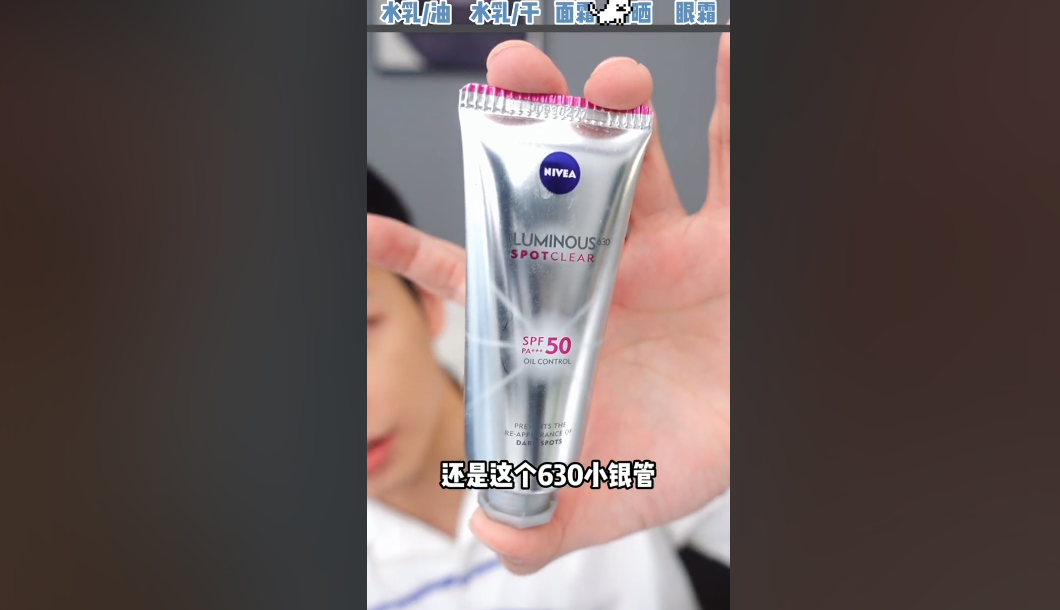 水乳/油 水乳/干 面霜 晒 眼霜
NIVEA
LUMINOUS630
SPOTCLEAR
SPF 50
PA+++
OIL CONTROL
PREVENTS THE
RE-APPEARANCE OF
DARK SPOTS
还是这个630小银管